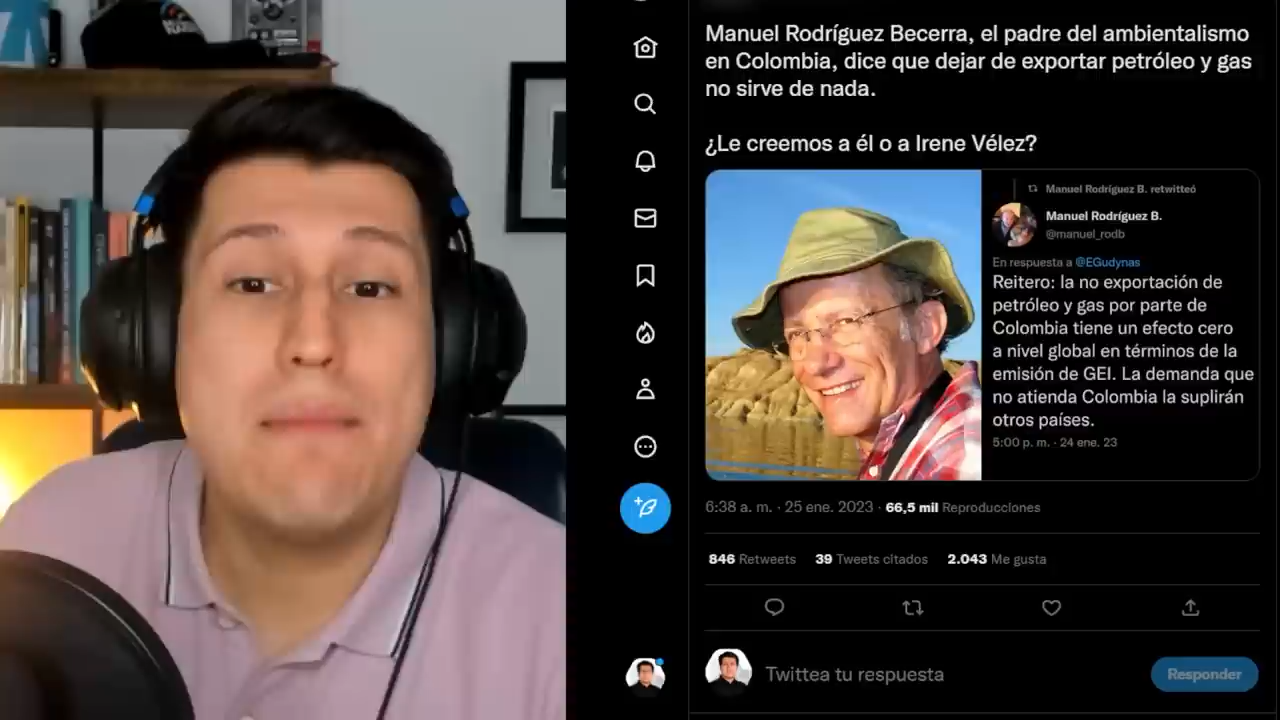 Manuel Rodríguez Becerra, el padre del ambientalismo
en Colombia, dice que dejar de exportar petróleo y gas
no sirve de nada.
¿Le creemos a él o a Irene Vélez?
Manuel Rodríguez B. retwitteó
Manuel Rodríguez B.
@manuel_rodb
En respuesta a @EGudynas
Reitero: la no exportación de
petróleo y gas por parte de
Colombia tiene un efecto cero
a nivel global en términos de la
emisión de GEI. La demanda que
no atienda Colombia la suplirán
otros países.
5:00 p. m. · 24 ene. 23
6:38 a. m. · 25 ene. 2023 · 66,5 mil Reproducciones
846 Retweets 39 Tweets citados 2.043 Me gusta
Twittea tu respuesta
Responder